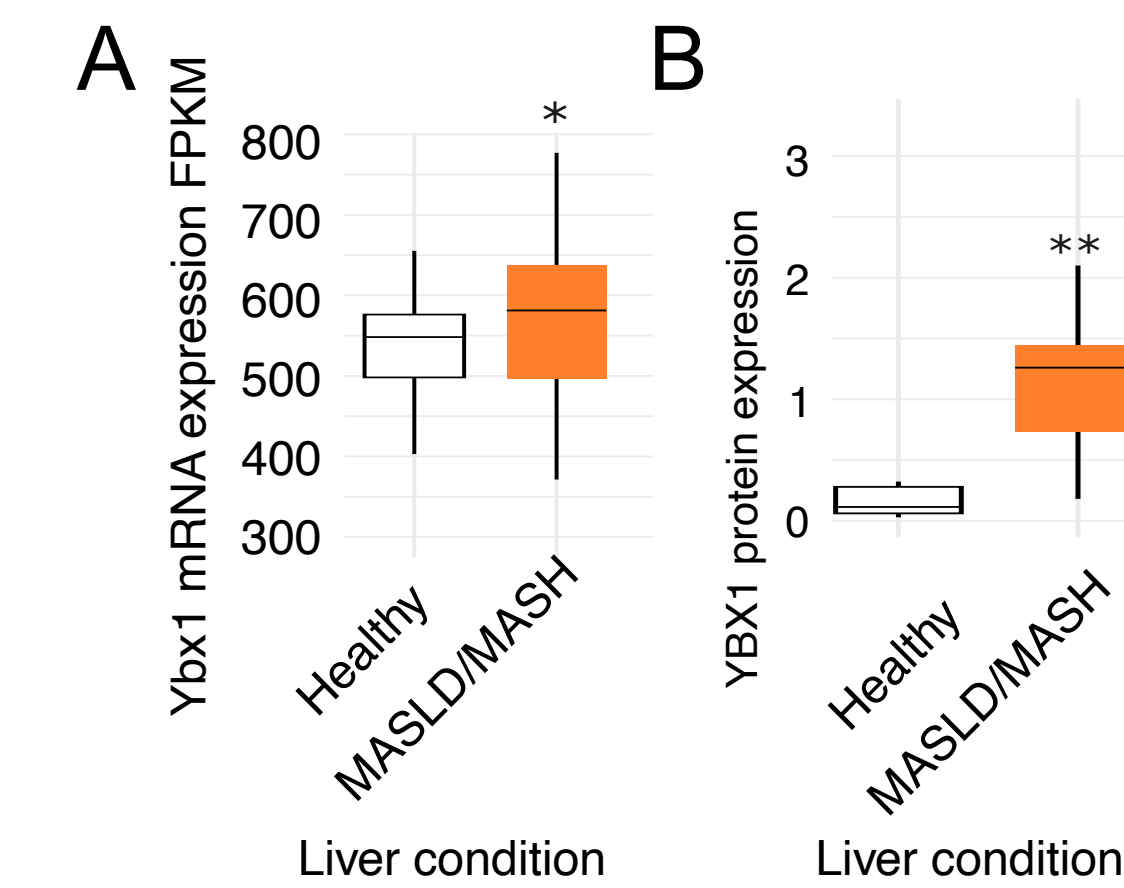 A
B
Ybx1 mRNA expression FPKM
800
700
600
500
400
300
*
Healthy
MASLD/MASH
Liver condition
YBX1 protein expression
3
2
1
0
**
Healthy
MASLD/MASH
Liver condition